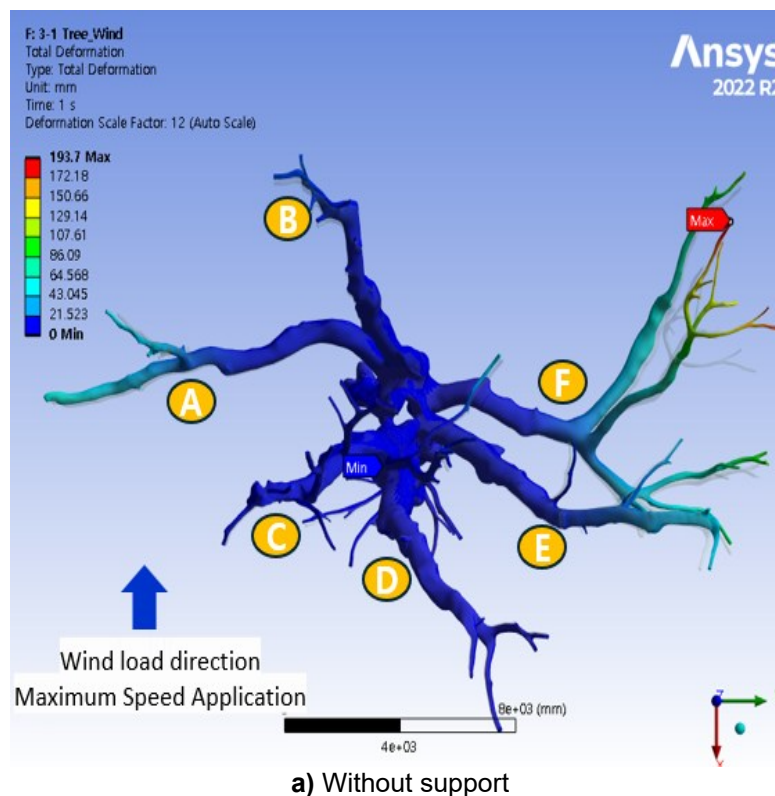 F: 3-1 Tree_Wind
Total Deformation
Type: Total Deformation
Unit: mm
Time: 1 s
Deformation Scale Factor: 12 (Auto Scale)
193.7 Max
172.18
150.66
129.14
107.61
86.09
64.568
43.045
21.523
0 Min
Ansys
2022 R2
B
Max
A
F
Min
C
E
D
Wind load direction
Maximum Speed Application
8e+03 (mm)
4e+03
Z
X
a) Without support